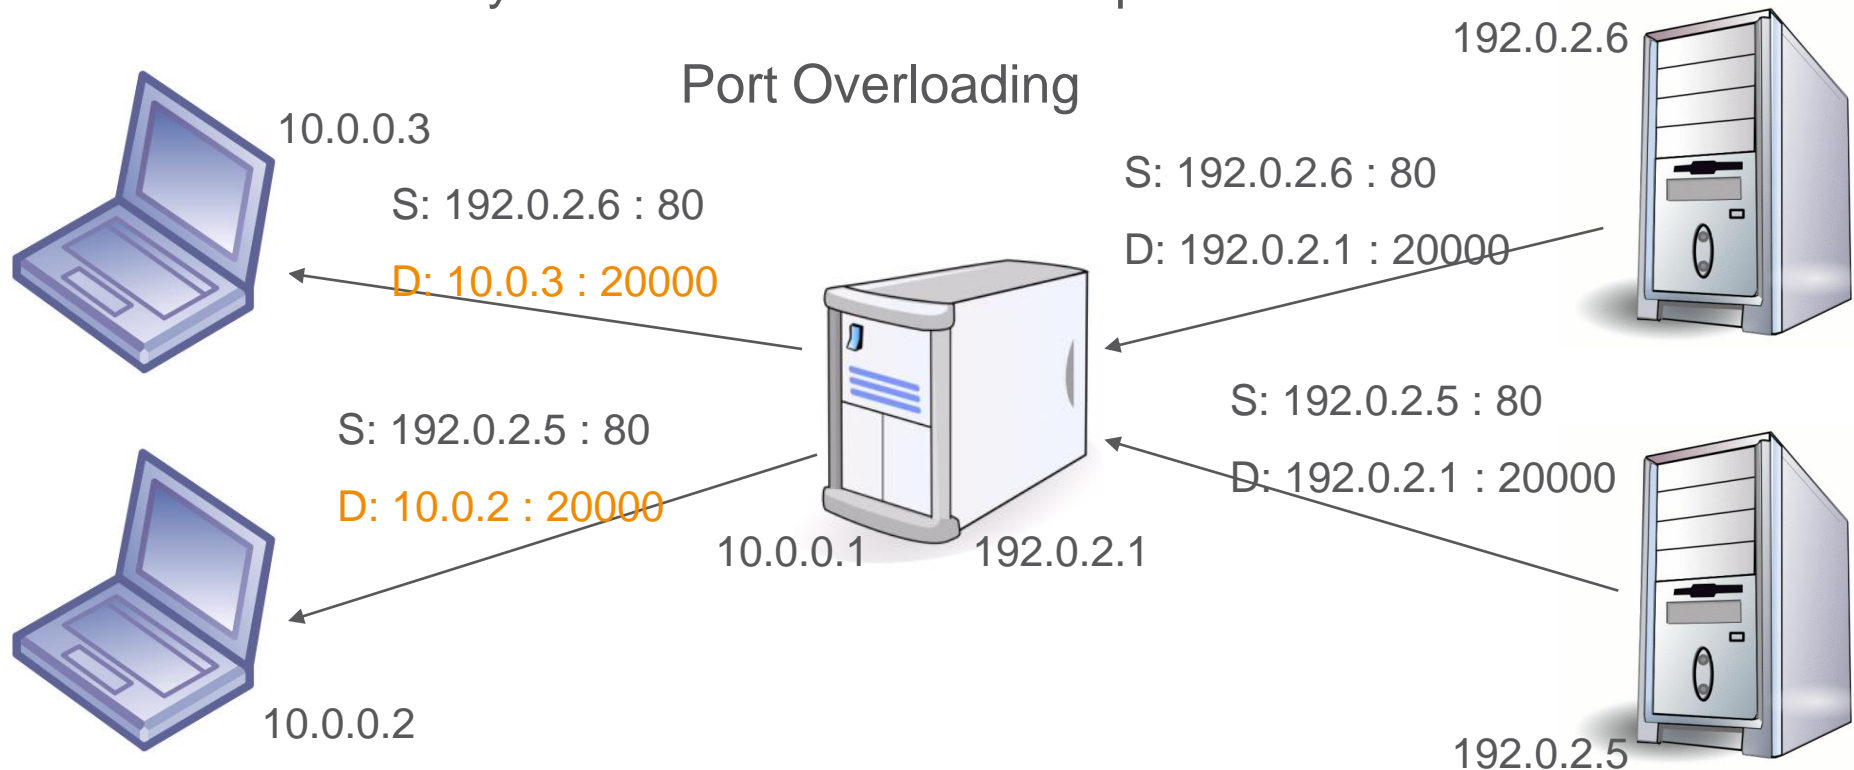 Port Overloading
192.0.2.6
10.0.0.3
S: 192.0.2.6 : 80
D: 10.0.3 : 20000
S: 192.0.2.6 : 80
D: 192.0.2.1 : 20000
S: 192.0.2.5 : 80
D: 10.0.2 : 20000
S: 192.0.2.5 : 80
D: 192.0.2.1 : 20000
10.0.0.1
192.0.2.1
10.0.0.2
192.0.2.5